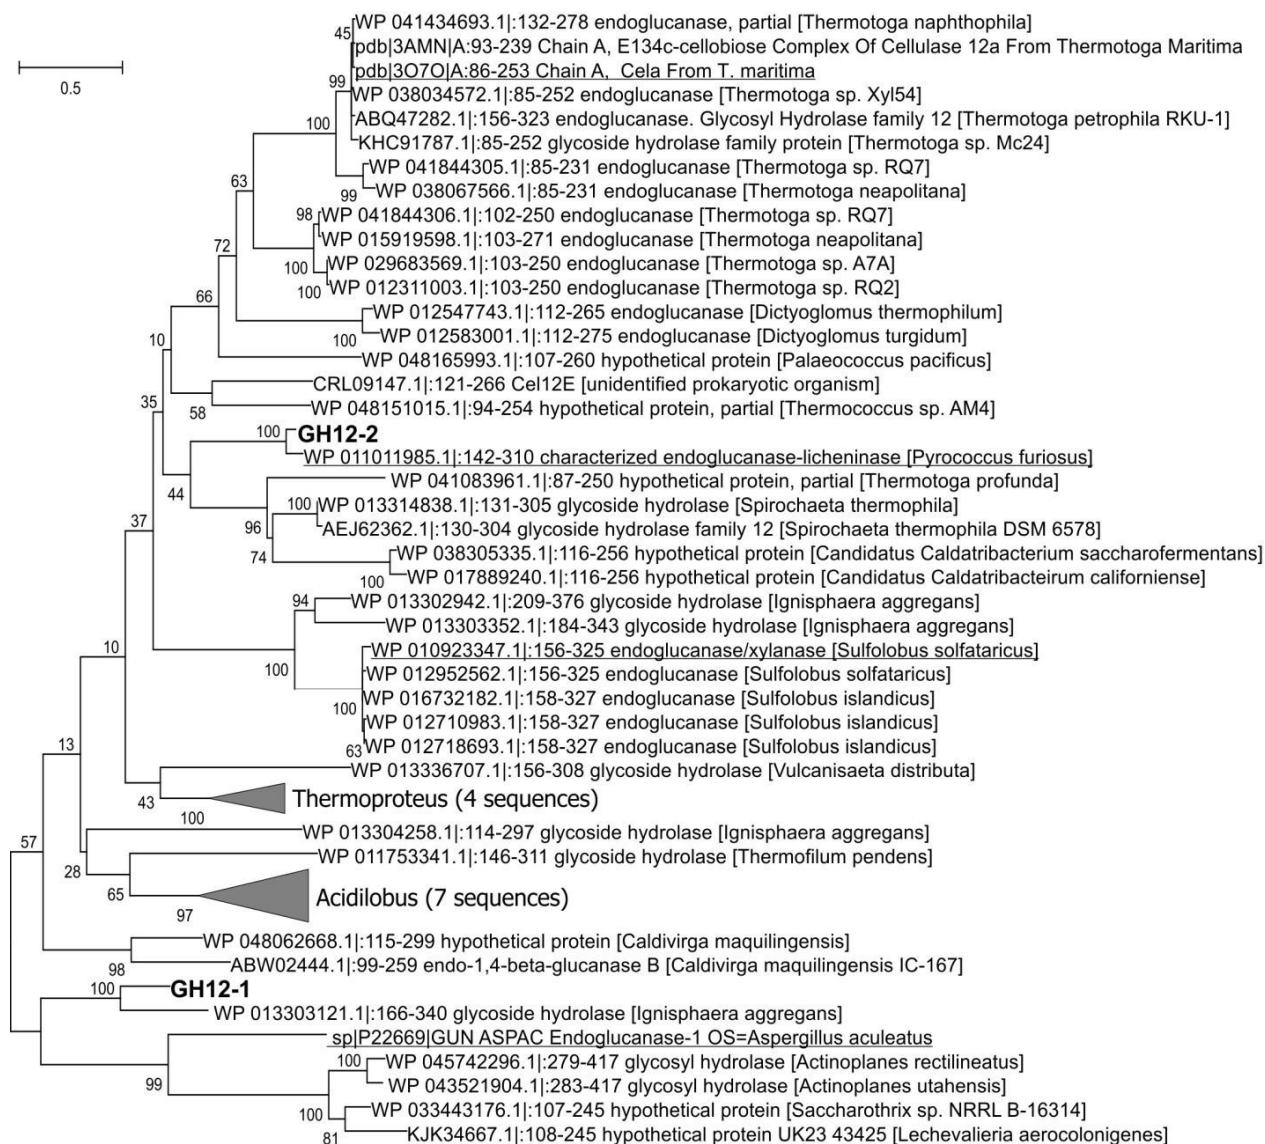 WP 041434693.1|:132-278 endoglucanase, partial [Thermotoga naphthophila]
45
pdb|3AMN|A:93-239 Chain A, E134c-cellobiose Complex Of Cellulase 12a From Thermotoga Maritima
0.5
pdb|3O7O|A:86-253 Chain A, Cela From T. maritima
99
WP 038034572.1|:85-252 endoglucanase [Thermotoga sp. Xyl54]
100
ABQ47282.1|:156-323 endoglucanase. Glycosyl Hydrolase family 12 [Thermotoga petrophila RKU-1]
KHC91787.1|:85-252 glycoside hydrolase family protein [Thermotoga sp. Mc24]
WP 041844305.1|:85-231 endoglucanase [Thermotoga sp. RQ7]
63
99
WP 038067566.1|:85-231 endoglucanase [Thermotoga neapolitana]
98
WP 041844306.1|:102-250 endoglucanase [Thermotoga sp. RQ7]
WP 015919598.1|:103-271 endoglucanase [Thermotoga neapolitana]
72
100
WP 029683569.1|:103-250 endoglucanase [Thermotoga sp. A7A]
100
WP 012311003.1|:103-250 endoglucanase [Thermotoga sp. RQ2]
66
WP 012547743.1|:112-265 endoglucanase [Dictyoglomus thermophilum]
100
WP 012583001.1|:112-275 endoglucanase [Dictyoglomus turgidum]
10
WP 048165993.1|:107-260 hypothetical protein [Palaeococcus pacificus]
CRL09147.1|:121-266 Cel12E [unidentified prokaryotic organism]
35
58
WP 048151015.1|:94-254 hypothetical protein, partial [Thermococcus sp. AM4]
100
GH12-2
WP 011011985.1|:142-310 characterized endoglucanase-licheninase [Pyrococcus furiosus]
44
WP 041083961.1|:87-250 hypothetical protein, partial [Thermotoga profunda]
100
WP 013314838.1|:131-305 glycoside hydrolase [Spirochaeta thermophila]
37
96
AEJ62362.1|:130-304 glycoside hydrolase family 12 [Spirochaeta thermophila DSM 6578]
74
WP 038305335.1|:116-256 hypothetical protein [Candidatus Caldatribacterium saccharofermentans]
100
WP 017889240.1|:116-256 hypothetical protein [Candidatus Caldatribacteirum californiense]
94
WP 013302942.1|:209-376 glycoside hydrolase [Ignisphaera aggregans]
WP 013303352.1|:184-343 glycoside hydrolase [Ignisphaera aggregans]
10
100
WP 010923347.1|:156-325 endoglucanase/xylanase [Sulfolobus solfataricus]
WP 012952562.1|:156-325 endoglucanase [Sulfolobus solfataricus]
100
WP 016732182.1|:158-327 endoglucanase [Sulfolobus islandicus]
WP 012710983.1|:158-327 endoglucanase [Sulfolobus islandicus]
13
63
WP 012718693.1|:158-327 endoglucanase [Sulfolobus islandicus]
WP 013336707.1|:156-308 glycoside hydrolase [Vulcanisaeta distributa]
43
Thermoproteus (4 sequences)
100
WP 013304258.1|:114-297 glycoside hydrolase [Ignisphaera aggregans]
57
WP 011753341.1|:146-311 glycoside hydrolase [Thermofilum pendens]
28
65
Acidilobus (7 sequences)
97
WP 048062668.1|:115-299 hypothetical protein [Caldivirga maquilingensis]
98
ABW02444.1|:99-259 endo-1,4-beta-glucanase B [Caldivirga maquilingensis IC-167]
100
GH12-1
WP 013303121.1|:166-340 glycoside hydrolase [Ignisphaera aggregans]
sp|P22669|GUN ASPAC Endoglucanase-1 OS=Aspergillus aculeatus
100
WP 045742296.1|:279-417 glycosyl hydrolase [Actinoplanes rectilineatus]
99
WP 043521904.1|:283-417 glycosyl hydrolase [Actinoplanes utahensis]
100
WP 033443176.1|:107-245 hypothetical protein [Saccharothrix sp. NRRL B-16314]
81
KJK34667.1|:108-245 hypothetical protein UK23 43425 [Lechevalieria aerocolonigenes]